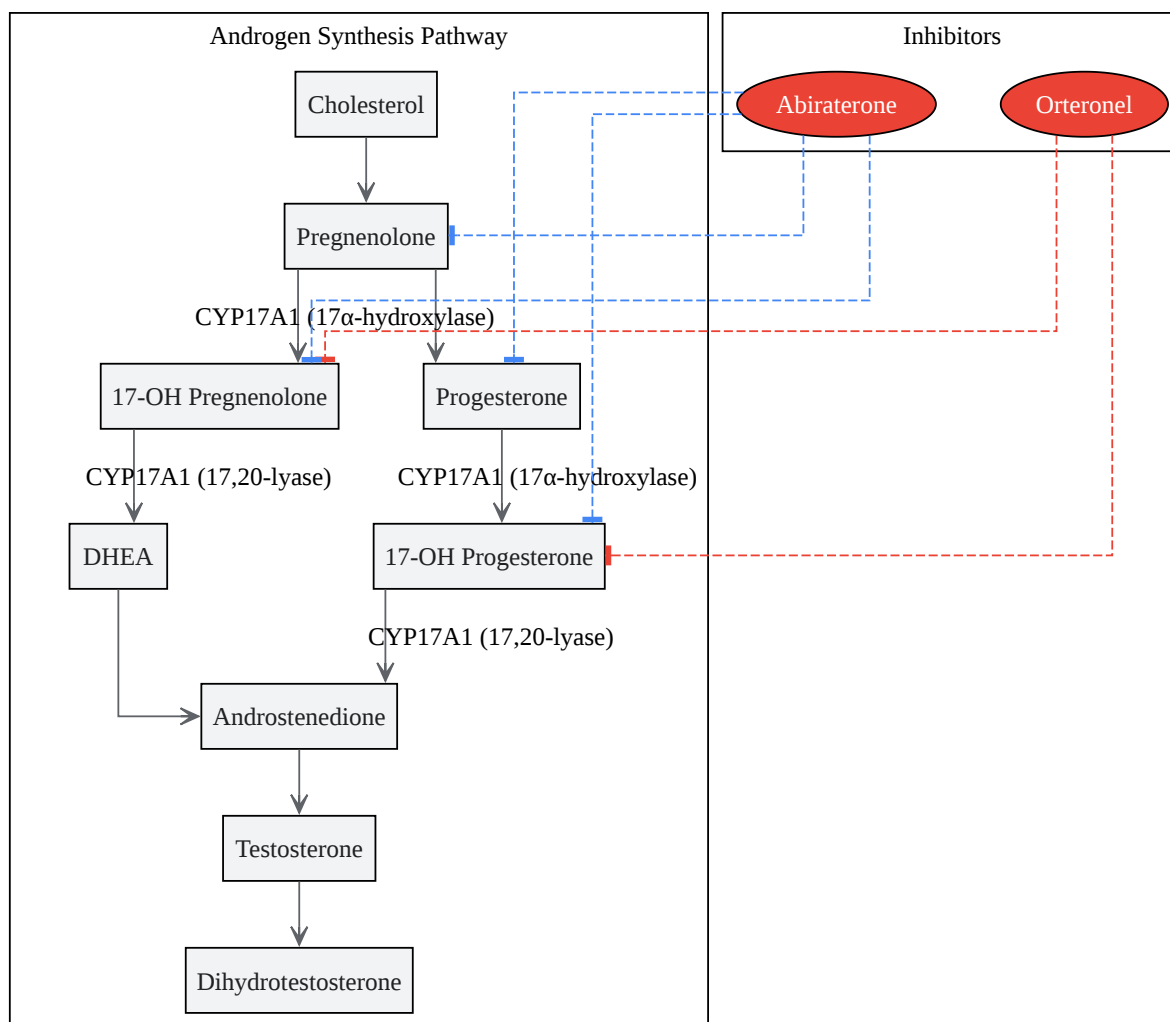 Androgen Synthesis Pathway
Inhibitors
Cholesterol
Abiraterone
Orteronel
Pregnenolone
CYP17A1 (17α-hydroxylase)
17-OH Pregnenolone
Progesterone
CYP17A1 (17,20-lyase)
CYP17A1 (17α-hydroxylase)
DHEA
17-OH Progesterone
CYP17A1 (17,20-lyase)
Androstenedione
Testosterone
Dihydrotestosterone